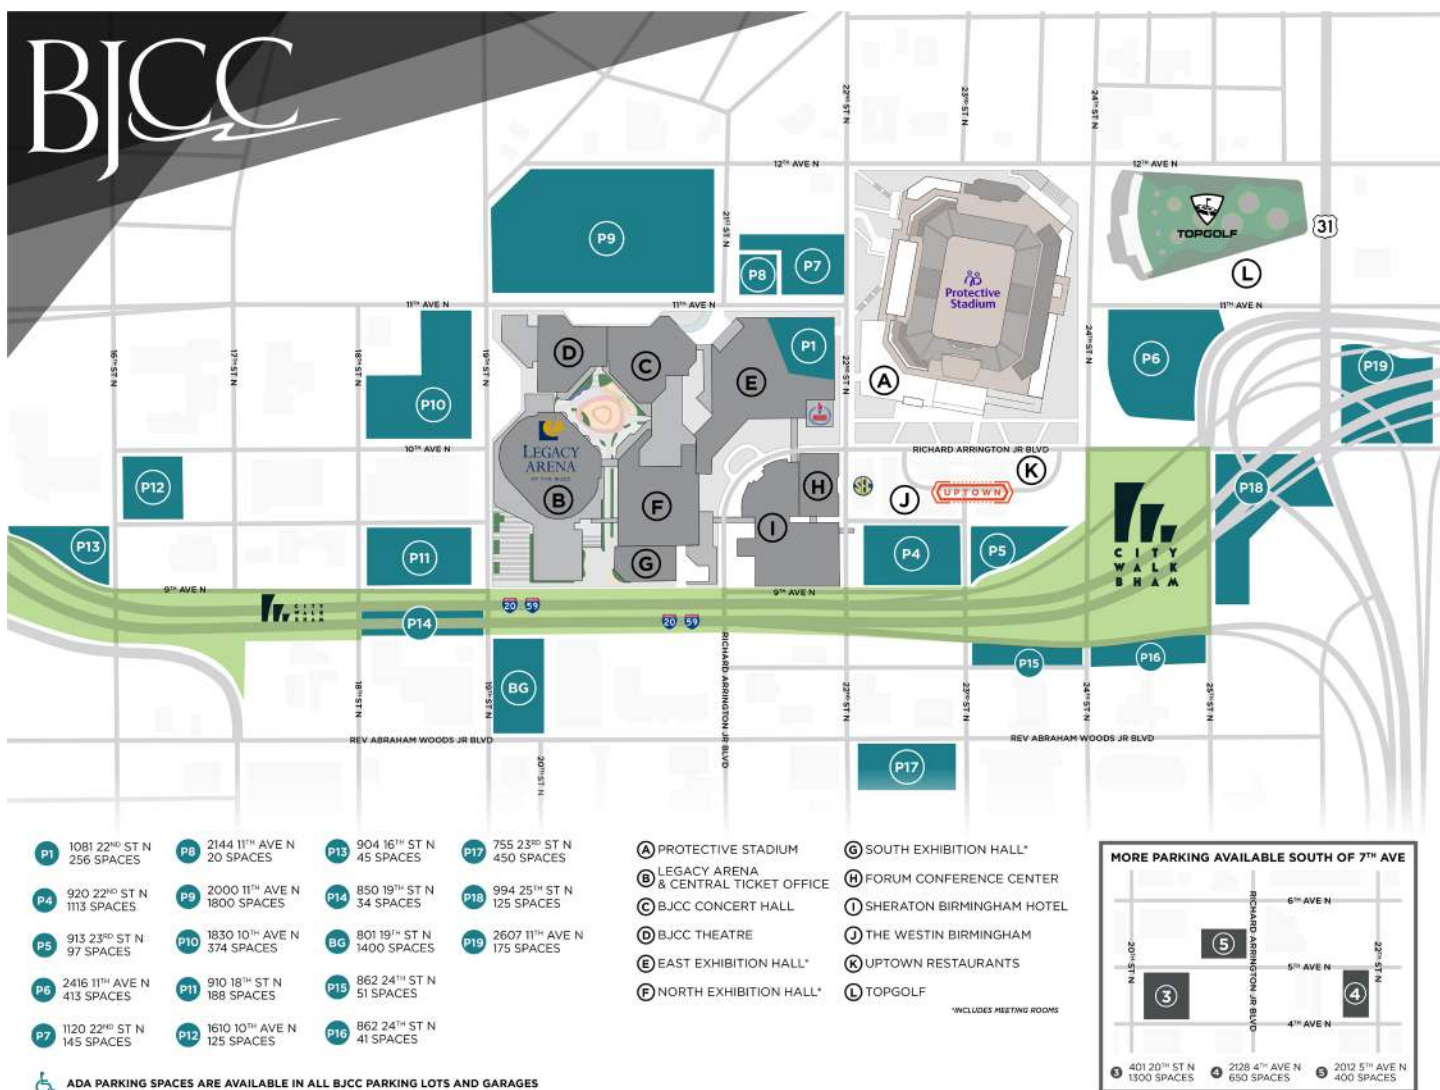 BJCC
22ND ST N
23RD ST N
24TH ST N
12TH AVE N
12TH AVE N
P9
21ST ST N
P8
P7
Protective
Stadium
TOPGOLF
31
L
11TH AVE N
11TH AVE N
11TH AVE N
16TH ST N
17TH ST N
18TH ST N
19TH ST N
D
C
E
P1
22ND ST N
A
24TH ST N
P6
P19
P10
LEGACY
ARENA
AT THE BJCC
B
10TH AVE N
RICHARD ARRINGTON JR BLVD
K
P12
F
H
SBC
J
UPTOWN
P18
I
CITY
WALK
BHAM
P13
P11
G
P4
P5
9TH AVE N
9TH AVE N
CITY
WALK
BHAM
P14
20 59
20 59
BG
P15
P16
18TH ST N
19TH ST N
RICHARD ARRINGTON JR BLVD
22ND ST N
23RD ST N
24TH ST N
25TH ST N
REV ABRAHAM WOODS JR BLVD
REV ABRAHAM WOODS JR BLVD
20TH ST N
P17
P1 1081 22ND ST N
256 SPACES
P4 920 22ND ST N
1113 SPACES
P5 913 23RD ST N
97 SPACES
P6 2416 11TH AVE N
413 SPACES
P7 1120 22ND ST N
145 SPACES
P8 2144 11TH AVE N
20 SPACES
P9 2000 11TH AVE N
1800 SPACES
P10 1830 10TH AVE N
374 SPACES
P11 910 18TH ST N
188 SPACES
P12 1610 10TH AVE N
125 SPACES
P13 904 16TH ST N
45 SPACES
P14 850 19TH ST N
34 SPACES
BG 801 19TH ST N
1400 SPACES
P15 862 24TH ST N
51 SPACES
P16 862 24TH ST N
41 SPACES
P17 755 23RD ST N
450 SPACES
P18 994 25TH ST N
125 SPACES
P19 2607 11TH AVE N
175 SPACES
ADA PARKING SPACES ARE AVAILABLE IN ALL BJCC PARKING LOTS AND GARAGES
A PROTECTIVE STADIUM
B LEGACY ARENA
& CENTRAL TICKET OFFICE
C BJCC CONCERT HALL
D BJCC THEATRE
E EAST EXHIBITION HALL*
F NORTH EXHIBITION HALL*
G SOUTH EXHIBITION HALL*
H FORUM CONFERENCE CENTER
I SHERATON BIRMINGHAM HOTEL
J THE WESTIN BIRMINGHAM
K UPTOWN RESTAURANTS
L TOPGOLF
*INCLUDES MEETING ROOMS
MORE PARKING AVAILABLE SOUTH OF 7TH AVE
6TH AVE N
20TH ST N
RICHARD ARRINGTON JR BLVD
22ND ST N
5
5TH AVE N
3
4
4TH AVE N
3 401 20TH ST N
1300 SPACES
4 2128 4TH AVE N
650 SPACES
5 2012 5TH AVE N
400 SPACES